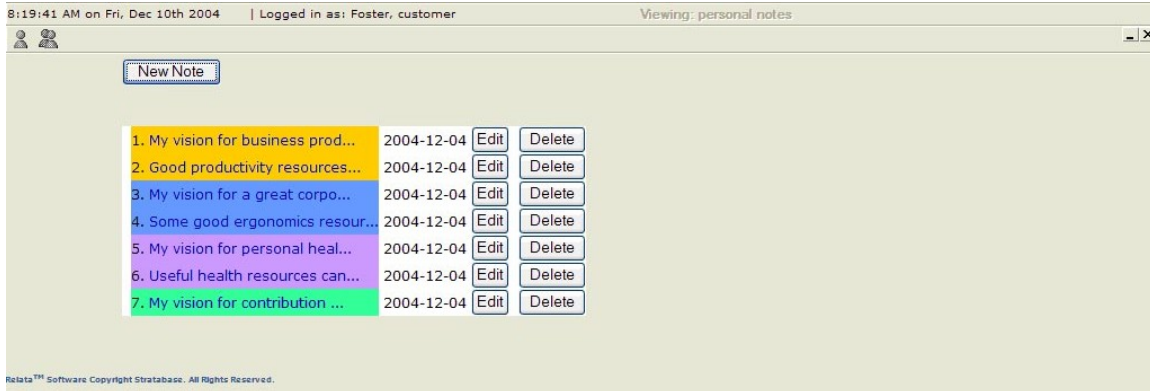 8:19:41 AM on Fri, Dec 10th 2004 | Logged in as: Foster, customer Viewing: personal notes
New Note
1. My vision for business prod... 2004-12-04 Edit Delete
2. Good productivity resources... 2004-12-04 Edit Delete
3. My vision for a great corpo... 2004-12-04 Edit Delete
4. Some good ergonomics resour... 2004-12-04 Edit Delete
5. My vision for personal heal... 2004-12-04 Edit Delete
6. Useful health resources can... 2004-12-04 Edit Delete
7. My vision for contribution ... 2004-12-04 Edit Delete
Relata™ Software Copyright Stratabase. All Rights Reserved.